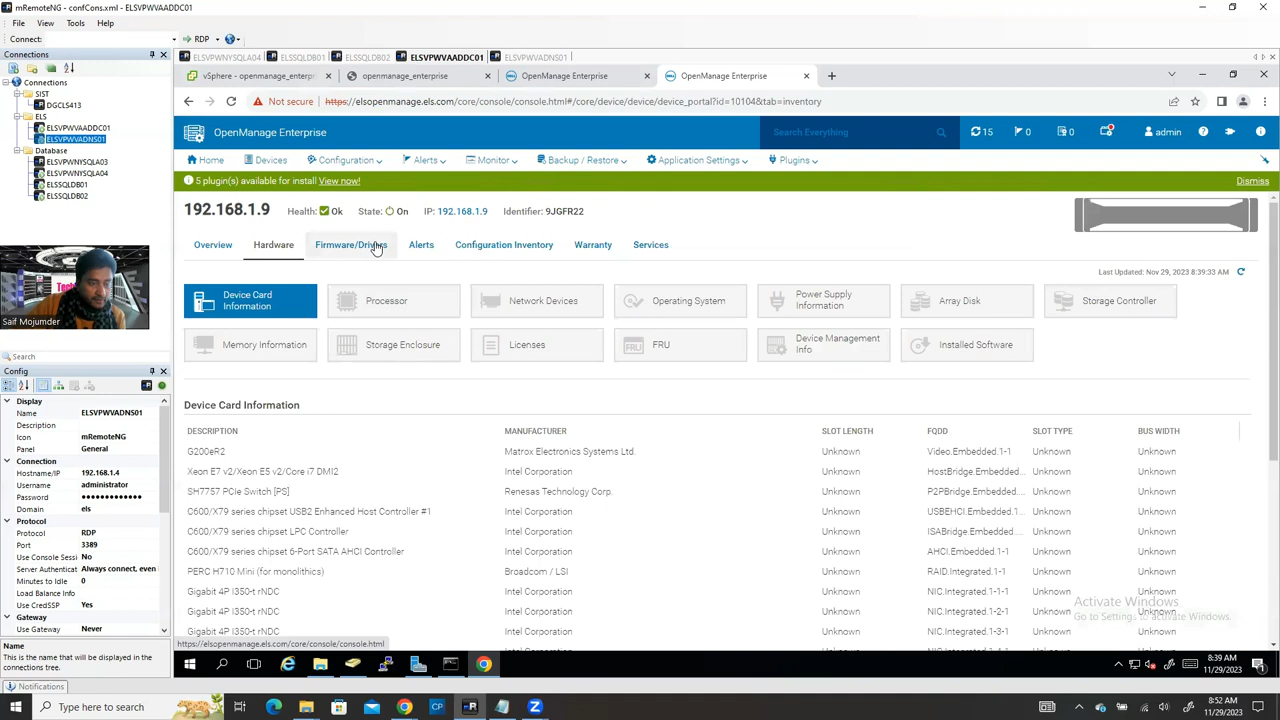 mRemoteNG - confCons.xml - ELSVPWVAADDC01
File View Tools Help
Connect: RDP
Connections
ELSVPWNYSQLA04 ELSSQLDB01 ELSSQLDB02 ELSVPWVAADDC01 ELSVPWVADNS01
vSphere - openmanage_enterp openmanage_enterprise OpenManage Enterprise OpenManage Enterprise
Connections
SIST
DGCLS413
ELS
ELSVPWVAADDC01
ELSVPWVADNS01
Database
ELSVPWVNYSQLA03
ELSVPWVNYSQLA04
ELSSQLDB01
ELSSQLDB02
Not secure https://elsopenmanage.els.com/core/console/console.html#/core/device/device/device_portal?id=10104&tab=inventory
OpenManage Enterprise Search Everything 15 0 0 admin
Home Devices Configuration Alerts Monitor Backup / Restore Application Settings Plugins
5 plugin(s) available for install View now! Dismiss
192.168.1.9 Health: Ok State: On IP: 192.168.1.9 Identifier: 9JGFR22
Overview Hardware Firmware/Drivers Alerts Configuration Inventory Warranty Services
Last Updated: Nov 29, 2023 8:39:33 AM
Device Card Information Processor Network Devices Operating System Power Supply Information Array Disk Storage Controller
Memory Information Storage Enclosure Licenses FRU Device Management Info Installed Software
Device Card Information
DESCRIPTION MANUFACTURER SLOT LENGTH FQDD SLOT TYPE BUS WIDTH
G200eR2 Matrox Electronics Systems Ltd. Unknown Video.Embedded.1-1 Unknown Unknown
Xeon E7 v2/Xeon E5 v2/Core i7 DMI2 Intel Corporation Unknown HostBridge.Embedded... Unknown Unknown
SH7757 PCIe Switch [PS] Renesas Technology Corp. Unknown P2PBridge.Embedded.... Unknown Unknown
C600/X79 series chipset USB2 Enhanced Host Controller #1 Intel Corporation Unknown USBEHCI.Embedded.... Unknown Unknown
C600/X79 series chipset LPC Controller Intel Corporation Unknown ISABridge.Embedded... Unknown Unknown
C600/X79 series chipset 6-Port SATA AHCI Controller Intel Corporation Unknown AHCI.Embedded.1-1 Unknown Unknown
PERC H710 Mini (for monolithics) Broadcom / LSI Unknown RAID.Integrated.1-1 Unknown Unknown
Gigabit 4P I350-t rNDC Intel Corporation Unknown NIC.Integrated.1-1-1 Unknown Unknown
Gigabit 4P I350-t rNDC Intel Corporation Unknown NIC.Integrated.1-2-1 Unknown Unknown
Gigabit 4P I350-t rNDC Intel Corporation Unknown NIC.Integrated.1-3-1 Unknown Unknown
Activate Windows
Go to Settings to activate Windows.
https://elsopenmanage.els.com/core/console/console.html
Saif Mojumder
Search
Config
Display
Name ELSVPWVADNS01
Description
Icon mRemoteNG
Panel General
Connection
Hostname/IP 192.168.1.4
Username administrator
Password
Domain els
Protocol
Protocol RDP
Port 3389
Use Console Sessi No
Server Authenticat Always connect, even
Minutes to Idle 0
Load Balance Info
Use CredSSP Yes
Gateway
Use Gateway Never
Name
This is the name that will be displayed in the connections tree.
Notifications
8:39 AM
11/29/2023
Type here to search
8:52 AM
11/29/2023